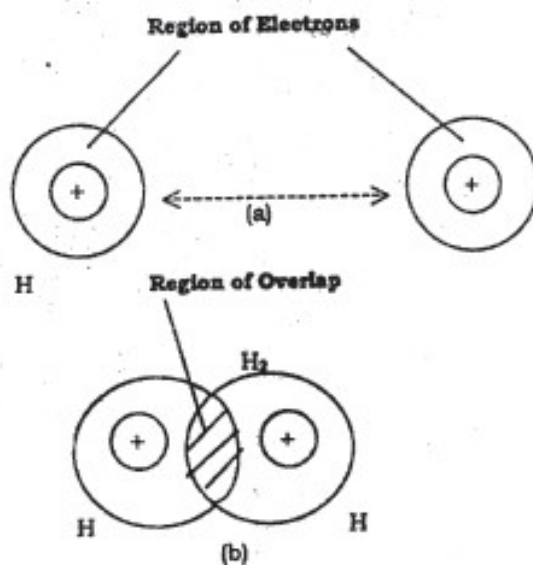 Region of Electrons
+ +
(a)
H
Region of Overlap
H₂
+ +
H H
(b)